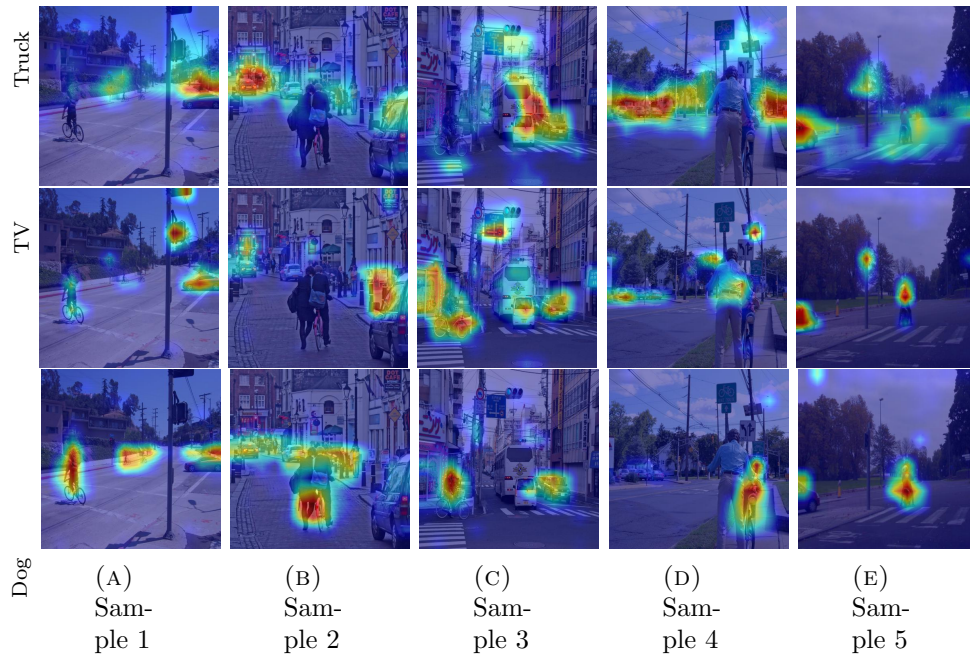 Truck
TV
Dog
(A)
Sam-
ple 1
(B)
Sam-
ple 2
(C)
Sam-
ple 3
(D)
Sam-
ple 4
(E)
Sam-
ple 5